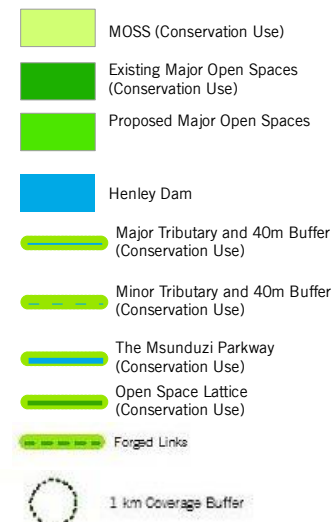 MOSS (Conservation Use)
Existing Major Open Spaces
(Conservation Use)
Proposed Major Open Spaces
Henley Dam
Major Tributary and 40m Buffer
(Conservation Use)
Minor Tributary and 40m Buffer
(Conservation Use)
The Msunduzi Parkway
(Conservation Use)
Open Space Lattice
(Conservation Use)
Forged Links
1 km Coverage Buffer